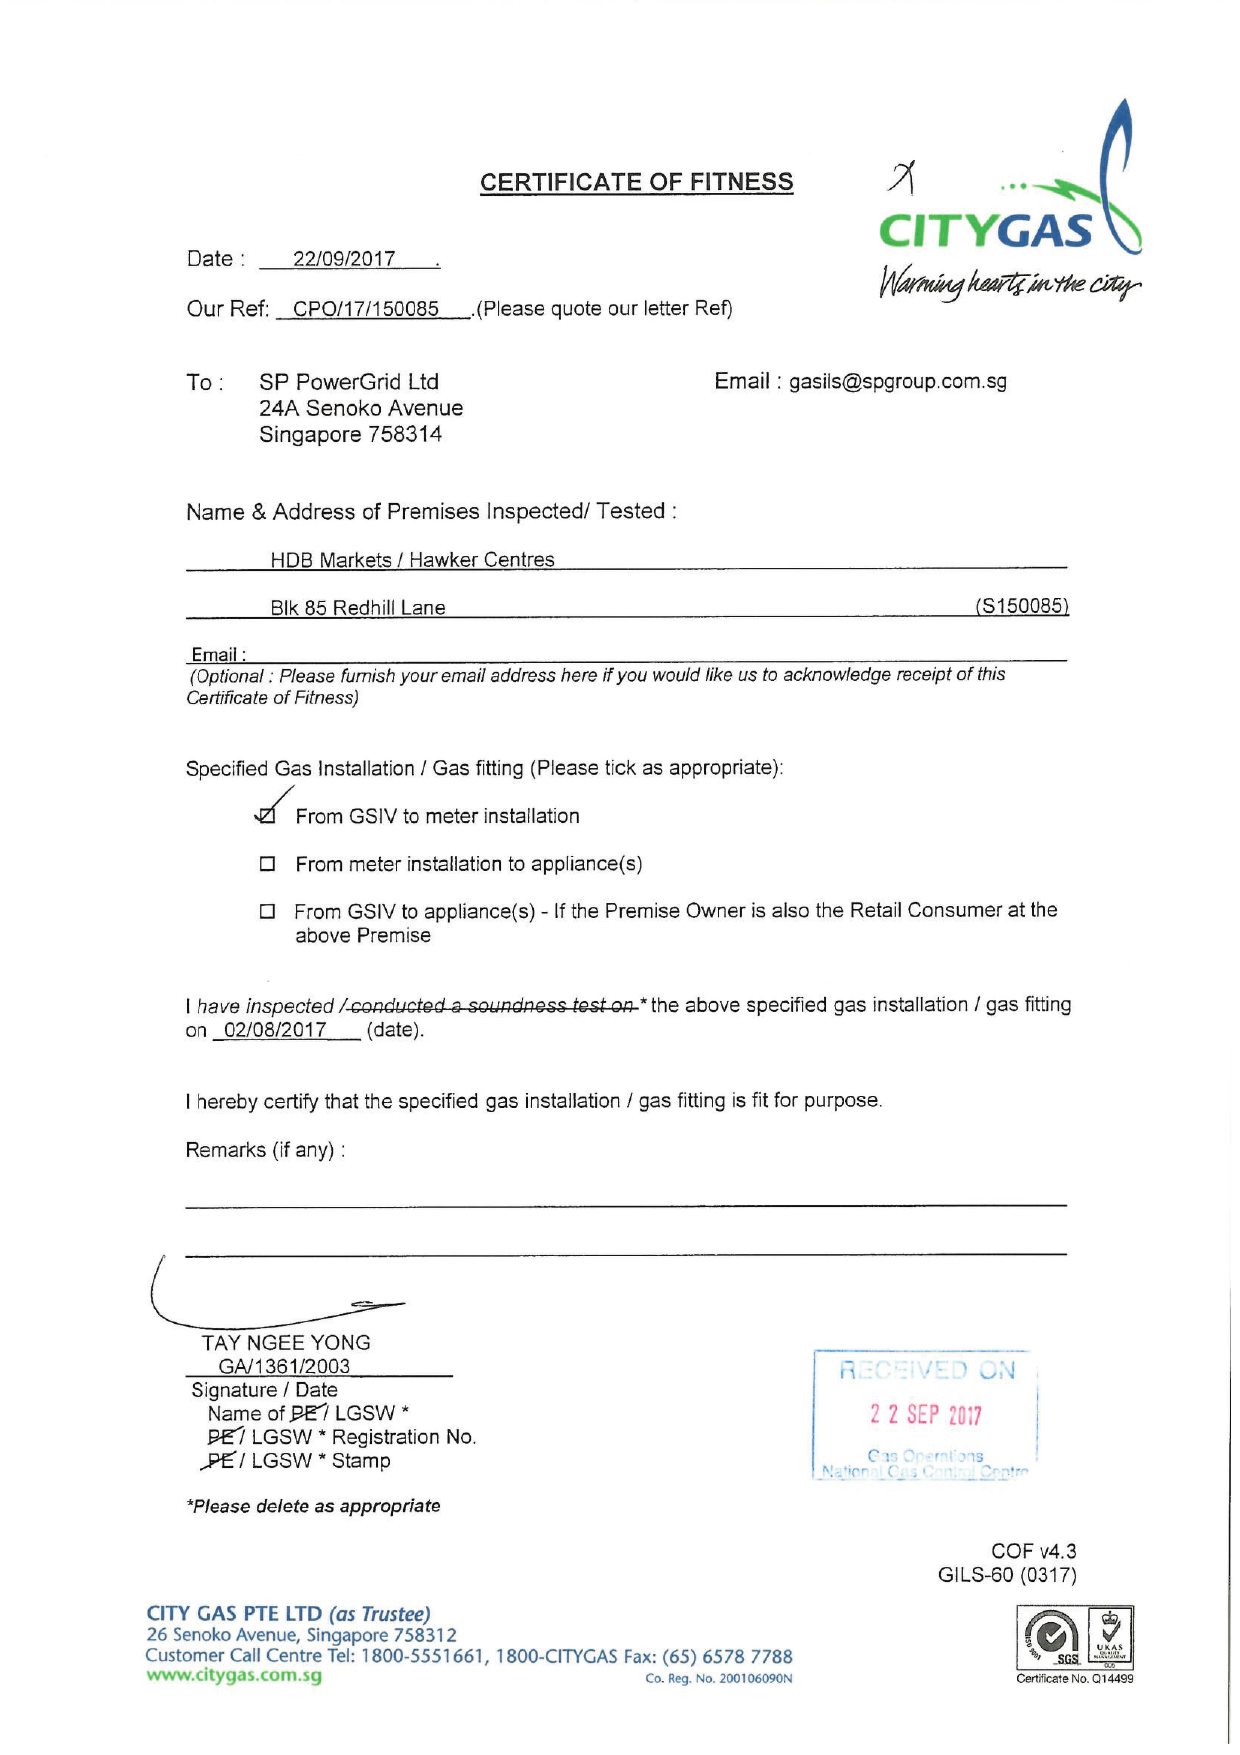 CERTIFICATE OF FITNESS
CITYGAS
Warming hearts in the city
Date : 22/09/2017 .
Our Ref: CPO/17/150085 .(Please quote our letter Ref)
To : SP PowerGrid Ltd Email : gasils@spgroup.com.sg
24A Senoko Avenue
Singapore 758314
Name & Address of Premises Inspected/ Tested :
HDB Markets / Hawker Centres
Blk 85 Redhill Lane (S150085)
Email :
(Optional : Please furnish your email address here if you would like us to acknowledge receipt of this
Certificate of Fitness)
Specified Gas Installation / Gas fitting (Please tick as appropriate):
From GSIV to meter installation
From meter installation to appliance(s)
From GSIV to appliance(s) - If the Premise Owner is also the Retail Consumer at the
above Premise
I have inspected / conducted a soundness test on * the above specified gas installation / gas fitting
on 02/08/2017 (date).
I hereby certify that the specified gas installation / gas fitting is fit for purpose.
Remarks (if any) :
TAY NGEE YONG
GA/1361/2003
Signature / Date
Name of PE / LGSW *
PE / LGSW * Registration No.
PE / LGSW * Stamp
*Please delete as appropriate
RECEIVED ON
22 SEP 2017
Gas Operations
National Gas Control Centre
COF v4.3
GILS-60 (0317)
CITY GAS PTE LTD (as Trustee)
26 Senoko Avenue, Singapore 758312
Customer Call Centre Tel: 1800-5551661, 1800-CITYGAS Fax: (65) 6578 7788
www.citygas.com.sg Co. Reg. No. 200106090N
SGS
UKAS
QUALITY
MANAGEMENT
005
Certificate No. Q14499